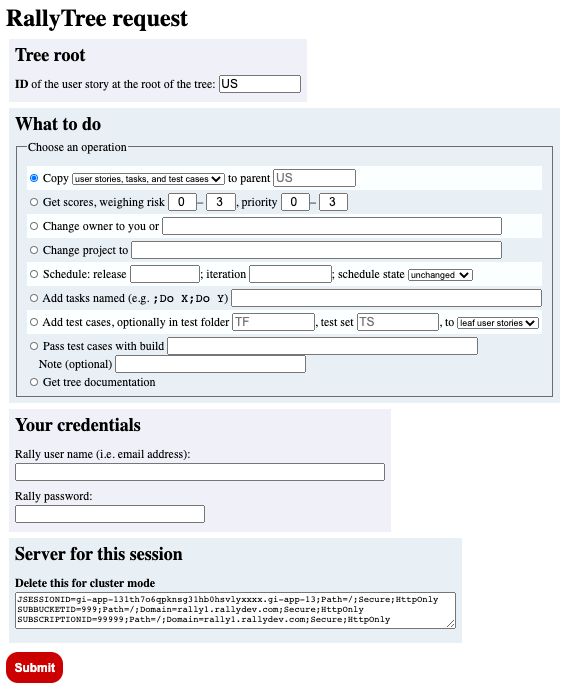 RallyTree request
Tree root
ID of the user story at the root of the tree: US
What to do
Choose an operation
Copy user stories, tasks, and test cases to parent US
Get scores, weighing risk 0 – 3 , priority 0 – 3
Change owner to you or
Change project to
Schedule: release ; iteration ; schedule state unchanged
Add tasks named (e.g. ;Do X;Do Y)
Add test cases, optionally in test folder TF , test set TS , to leaf user stories
Pass test cases with build
Note (optional)
Get tree documentation
Your credentials
Rally user name (i.e. email address):
Rally password:
Server for this session
Delete this for cluster mode
JSESSIONID=gi-app-131th7o6qpknsg31hb0hsvlyxxxx.gi-app-13;Path=/;Secure;HttpOnly
SUBBUCKETID=999;Path=/;Domain=rally1.rallydev.com;Secure;HttpOnly
SUBSCRIPTIONID=99999;Path=/;Domain=rally1.rallydev.com;Secure;HttpOnly
Submit